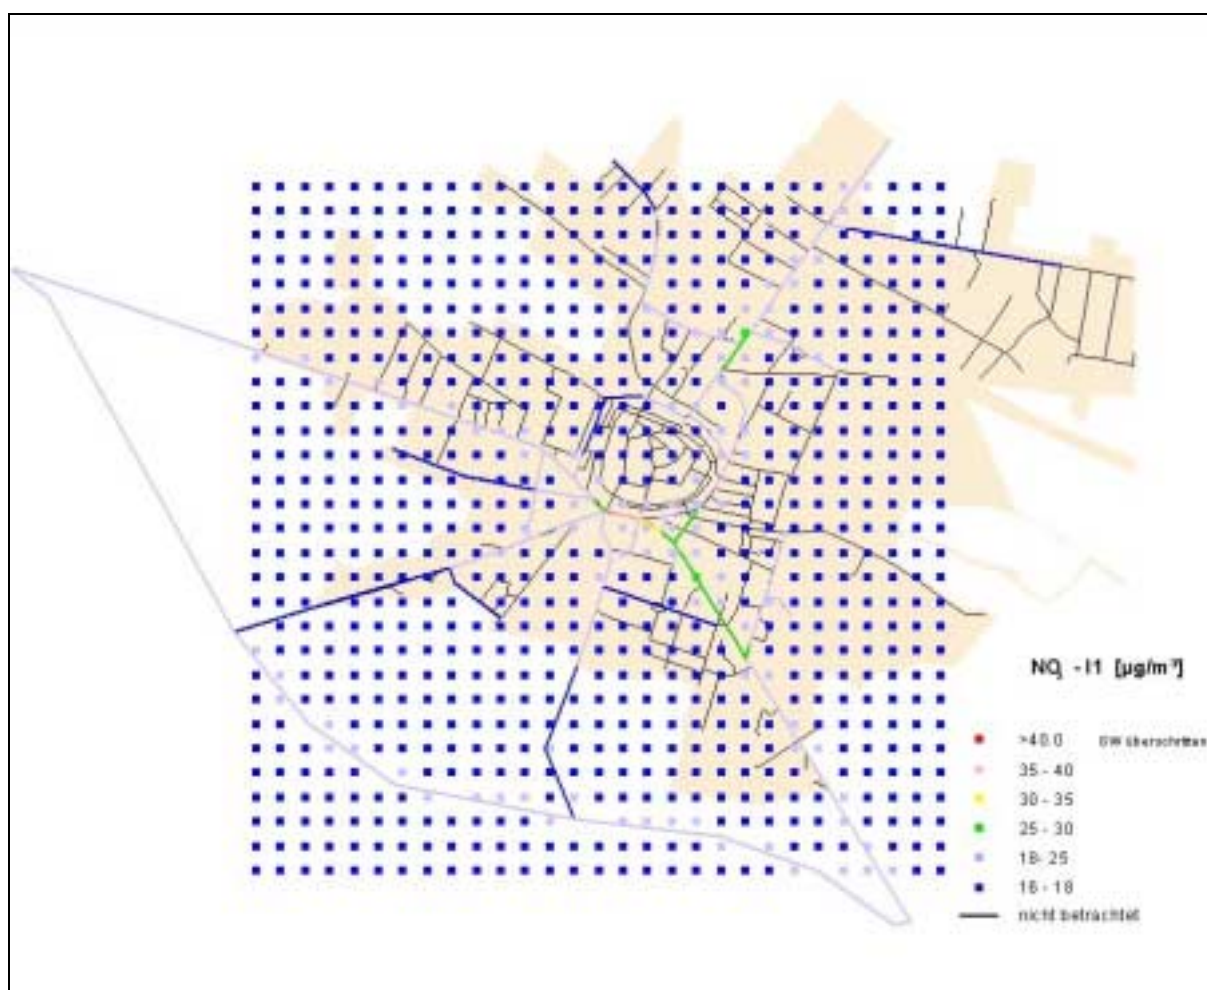 NO₂ - I1 [µg/m³]
>40.0 GW überschritten
35 - 40
30 - 35
25 - 30
18- 25
16 - 18
nicht betrachtet